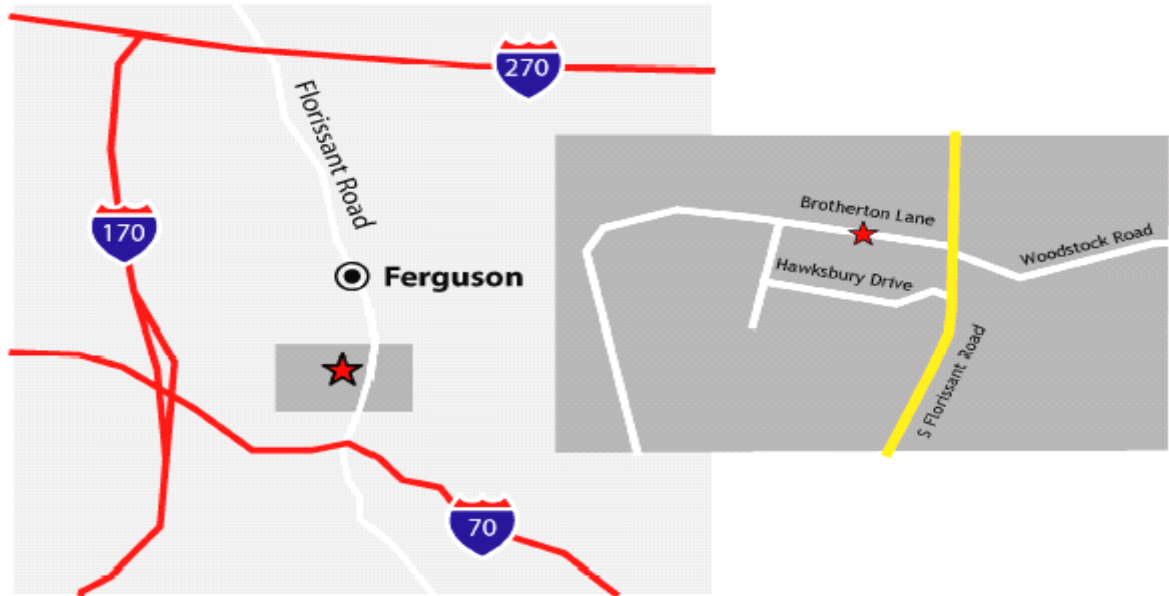 270
Florissant Road
170
Ferguson
70
Brotherton Lane
Woodstock Road
Hawksbury Drive
S Florissant Road